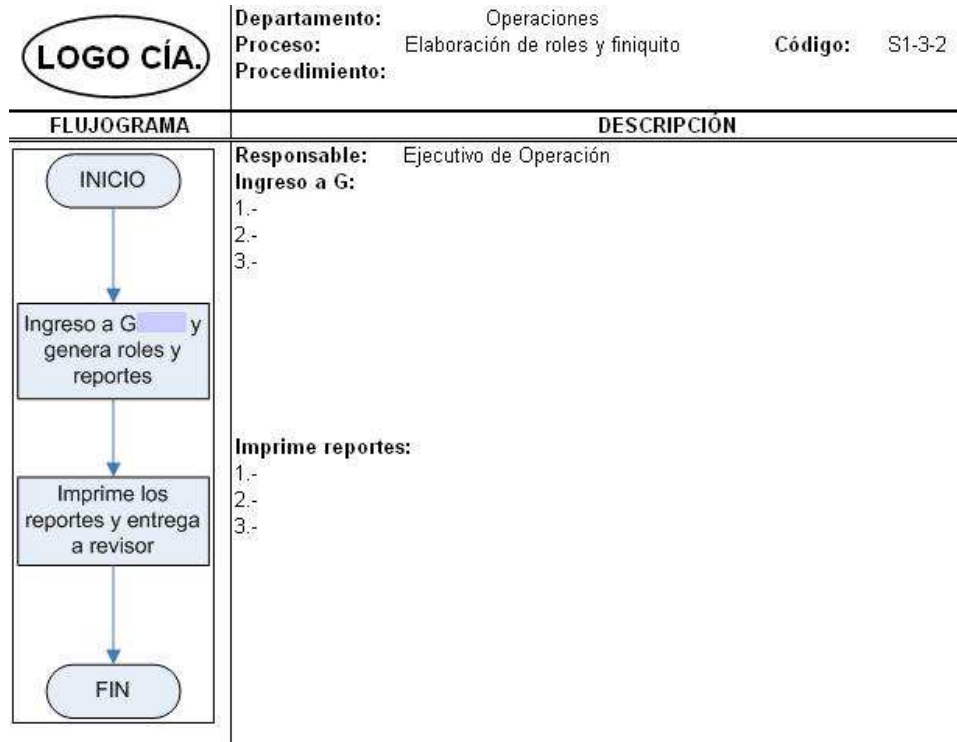 LOGO CÍA.
Departamento: Operaciones
Proceso: Elaboración de roles y finiquito Código: S1-3-2
Procedimiento:
FLUJOGRAMA DESCRIPCIÓN
INICIO
Ingreso a G y
genera roles y
reportes
Imprime los
reportes y entrega
a revisor
FIN
Responsable: Ejecutivo de Operación
Ingreso a G:
1.-
2.-
3.-
Imprime reportes:
1.-
2.-
3.-